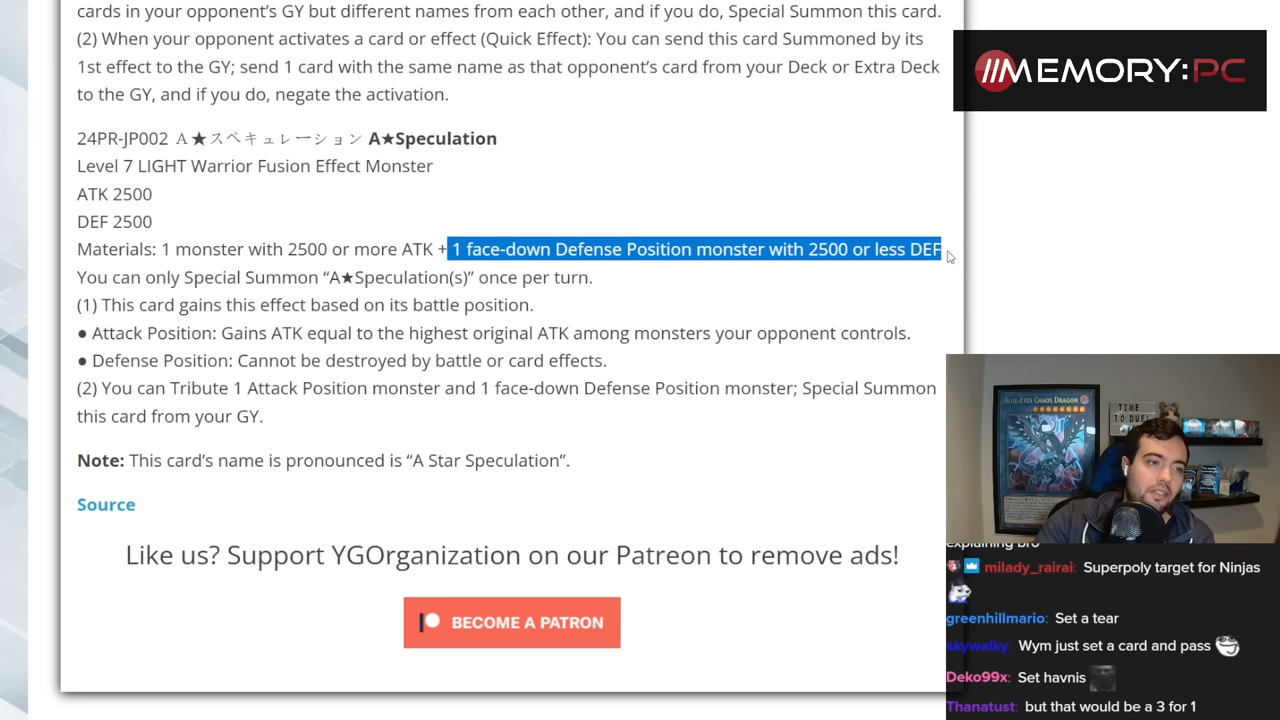 cards in your opponent's GY but different names from each other, and if you do, Special Summon this card.
(2) When your opponent activates a card or effect (Quick Effect): You can send this card Summoned by its
1st effect to the GY; send 1 card with the same name as that opponent's card from your Deck or Extra Deck
to the GY, and if you do, negate the activation.
24PR-JP002 A★スペキュレーション A★Speculation
Level 7 LIGHT Warrior Fusion Effect Monster
ATK 2500
DEF 2500
Materials: 1 monster with 2500 or more ATK + 1 face-down Defense Position monster with 2500 or less DEF
You can only Special Summon “A★Speculation(s)” once per turn.
(1) This card gains this effect based on its battle position.
● Attack Position: Gains ATK equal to the highest original ATK among monsters your opponent controls.
● Defense Position: Cannot be destroyed by battle or card effects.
(2) You can Tribute 1 Attack Position monster and 1 face-down Defense Position monster; Special Summon
this card from your GY.
Note: This card's name is pronounced is “A Star Speculation”.
Source
Like us? Support YGOrganization on our Patreon to remove ads!
BECOME A PATRON
MEMORY:PC
BLUE-EYES CHAOS DRAGON
TIME
TO DUEL
explaining bro
milady_rairai: Superpoly target for Ninjas
greenhillmario: Set a tear
skywalky: Wym just set a card and pass
Deko99x: Set havnis
Thanatust: but that would be a 3 for 1